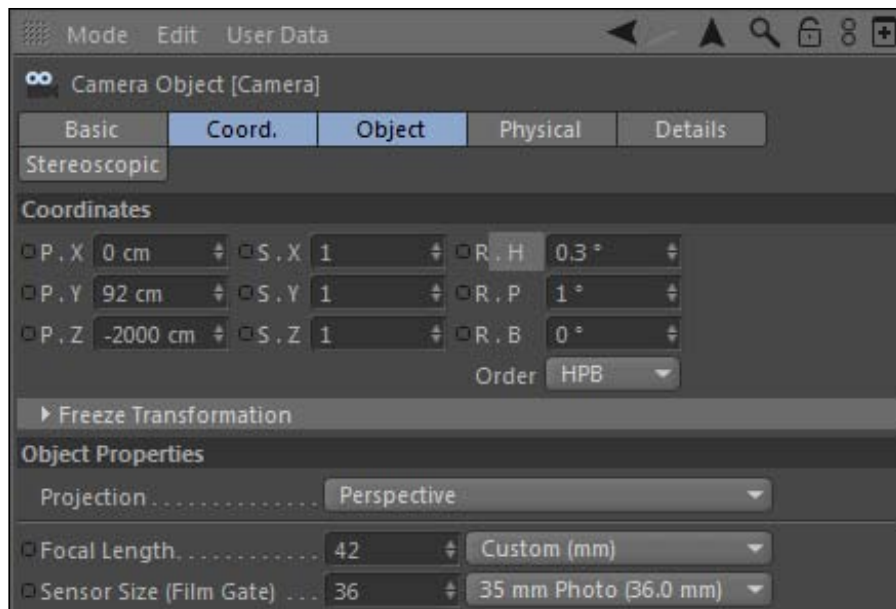 Mode Edit User Data
Camera Object [Camera]
Basic Coord. Object Physical Details
Stereoscopic
Coordinates
P . X 0 cm S . X 1 R . H 0.3 °
P . Y 92 cm S . Y 1 R . P 1 °
P . Z -2000 cm S . Z 1 R . B 0 °
Order HPB
Freeze Transformation
Object Properties
Projection . . . . . . . . . . . . . Perspective
Focal Length. . . . . . . . . . . 42 Custom (mm)
Sensor Size (Film Gate) . . . 36 35 mm Photo (36.0 mm)